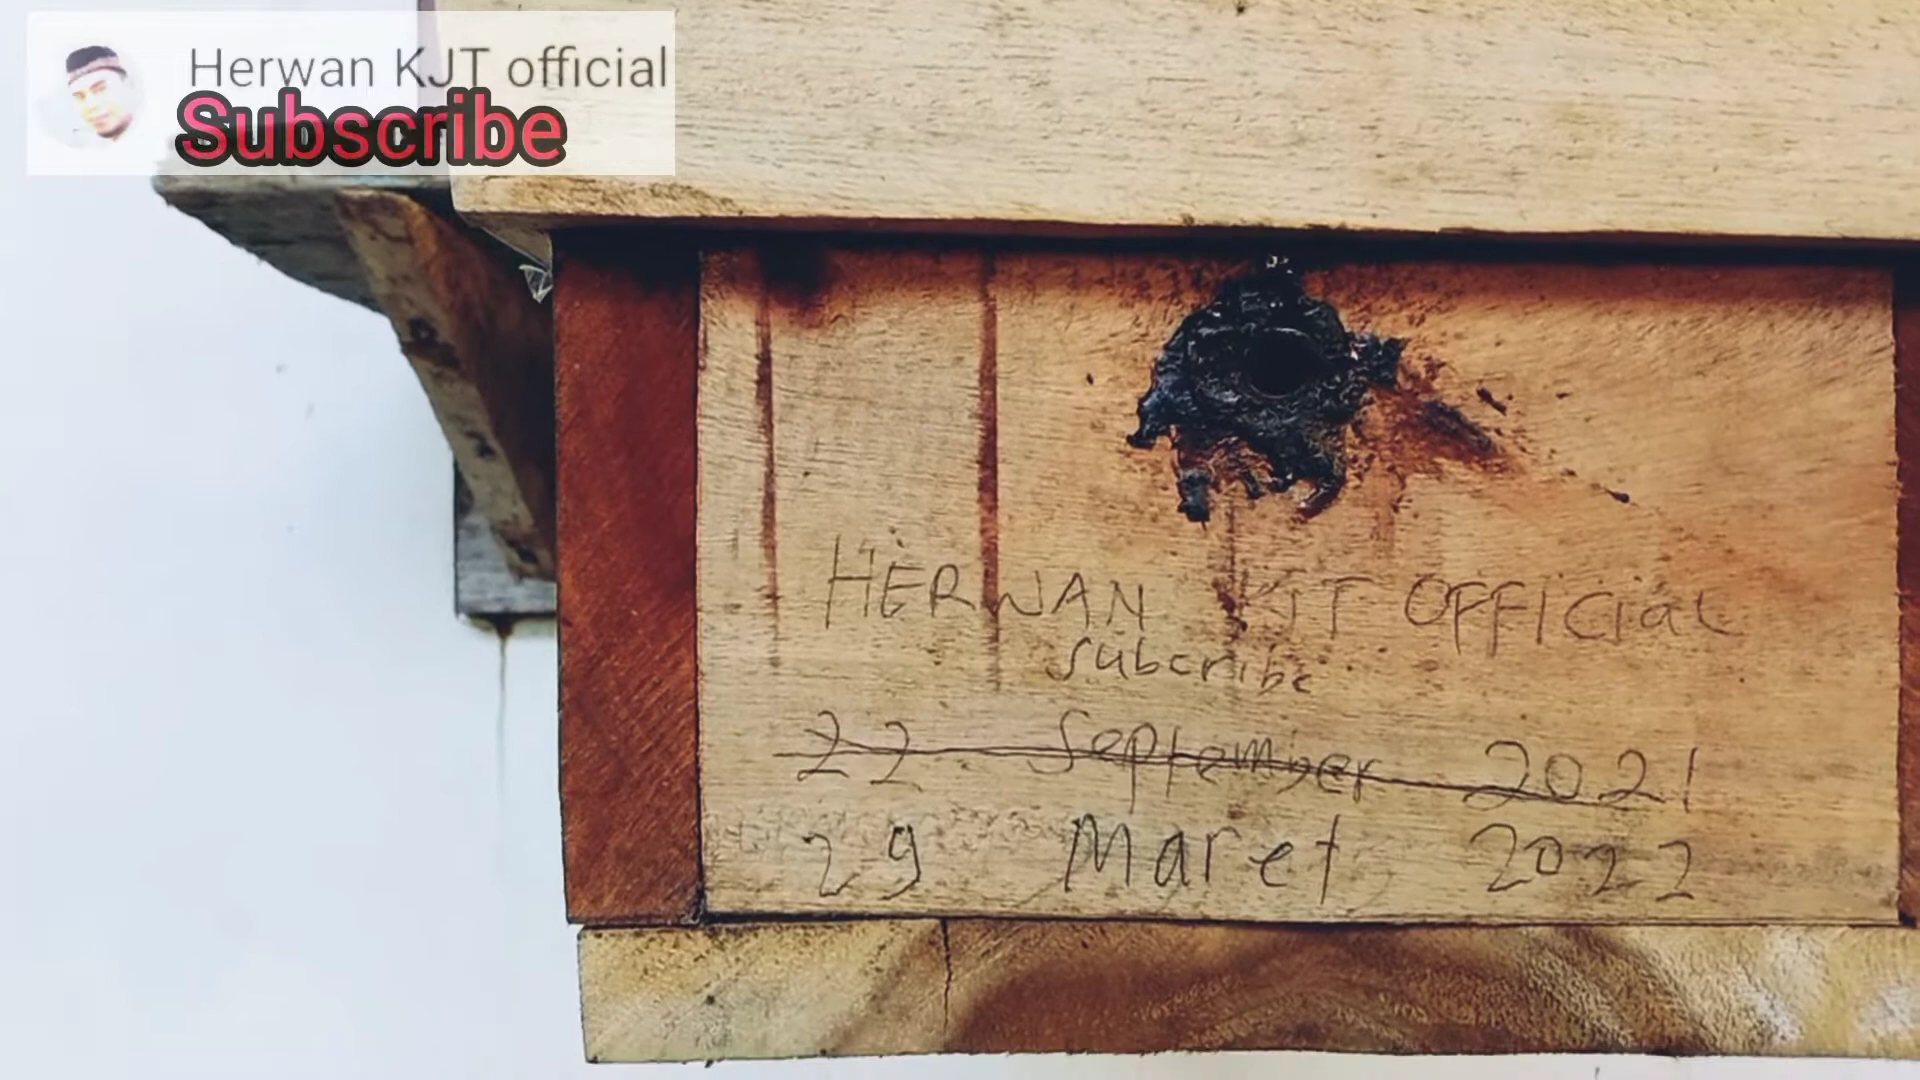 Herwan KJT official
Subscribe
HERWAN KJT OFFICIAL
Subcribe
22 September 2021
29 Maret 2022